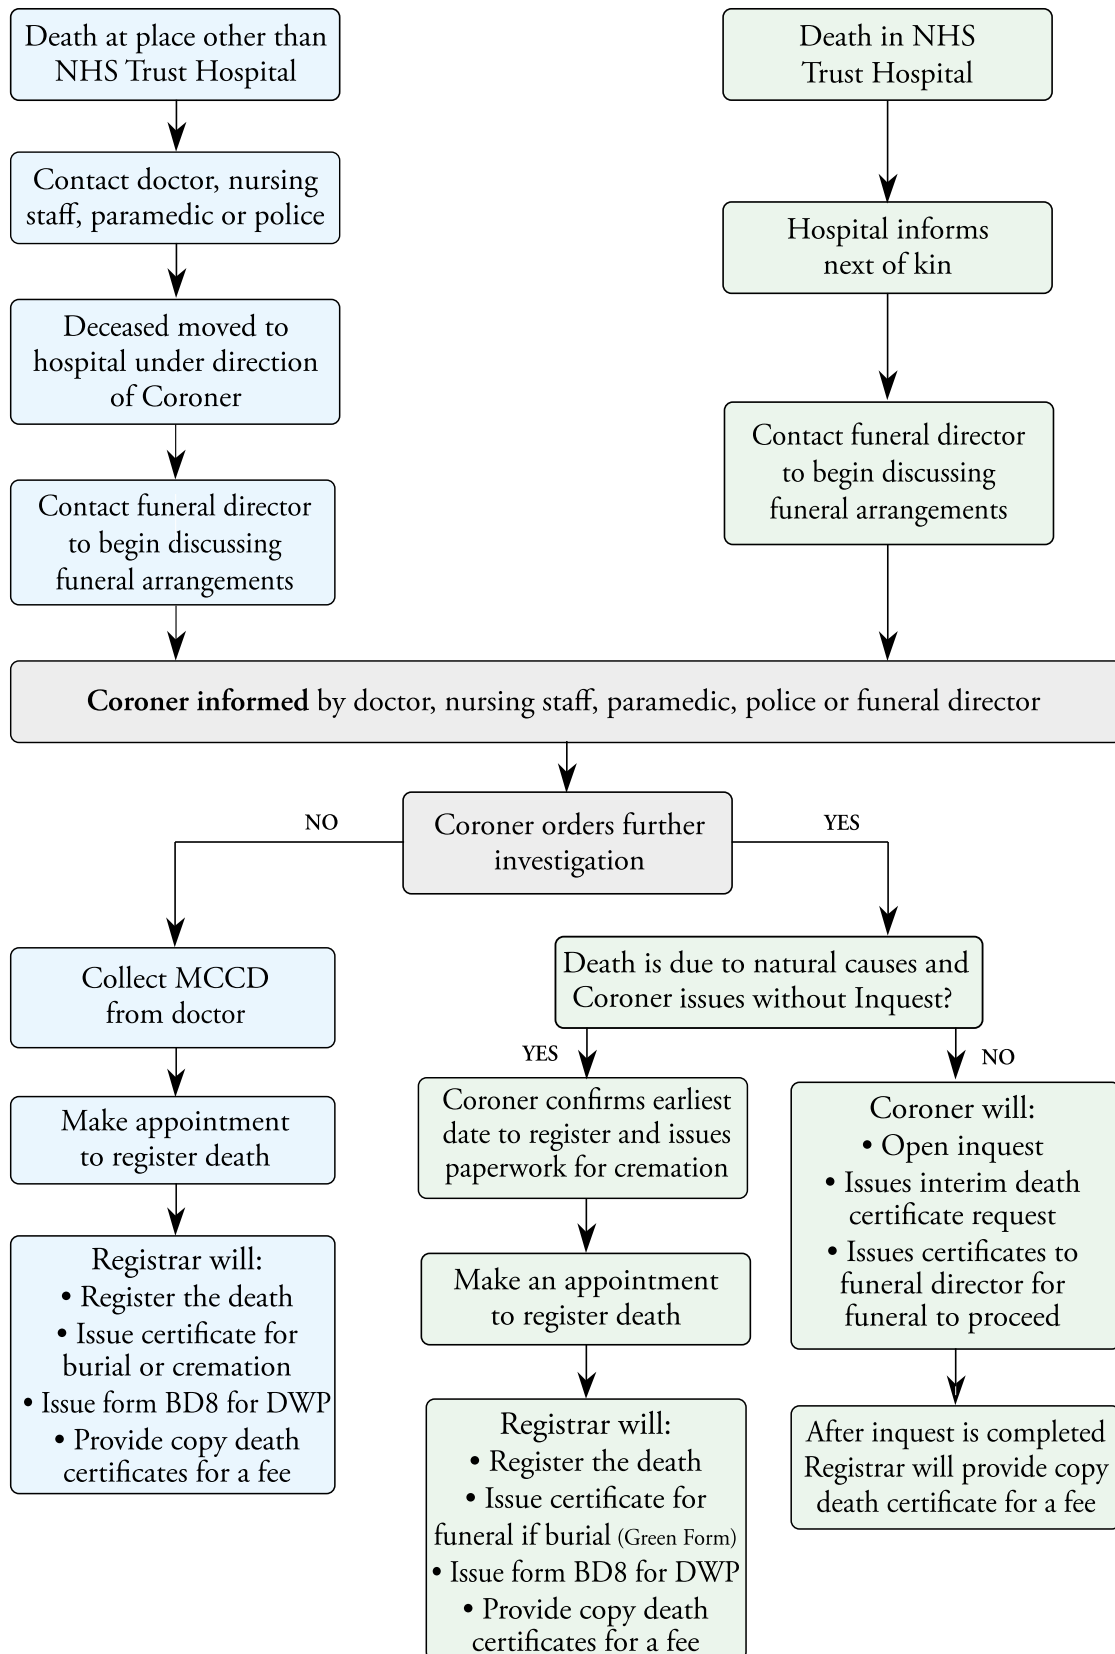 Death at place other than
NHS Trust Hospital
Death in NHS
Trust Hospital
Contact doctor, nursing
staff, paramedic or police
Hospital informs
next of kin
Deceased moved to
hospital under direction
of Coroner
Contact funeral director
to begin discussing
funeral arrangements
Contact funeral director
to begin discussing
funeral arrangements
Coroner informed by doctor, nursing staff, paramedic, police or funeral director
Coroner orders further
investigation
NO
YES
Collect MCCD
from doctor
Make appointment
to register death
Registrar will:
• Register the death
• Issue certificate for
burial or cremation
• Issue form BD8 for DWP
• Provide copy death
certificates for a fee
Death is due to natural causes and
Coroner issues without Inquest?
YES
NO
Coroner confirms earliest
date to register and issues
paperwork for cremation
Make an appointment
to register death
Registrar will:
• Register the death
• Issue certificate for
funeral if burial (Green Form)
• Issue form BD8 for DWP
• Provide copy death
certificates for a fee
Coroner will:
• Open inquest
• Issues interim death
certificate request
• Issues certificates to
funeral director for
funeral to proceed
After inquest is completed
Registrar will provide copy
death certificate for a fee